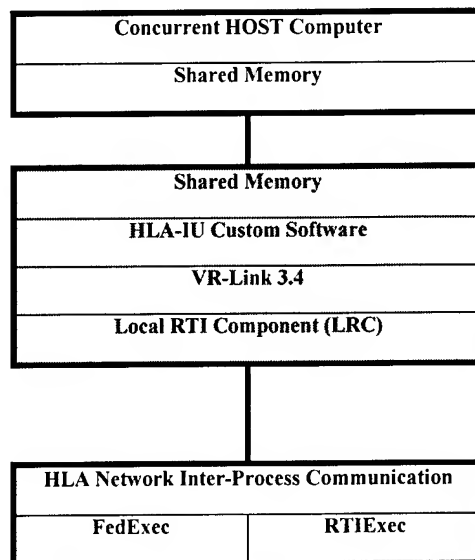 Concurrent HOST Computer
Shared Memory
Shared Memory
HLA-IU Custom Software
VR-Link 3.4
Local RTI Component (LRC)
HLA Network Inter-Process Communication
FedExec
RTIExec